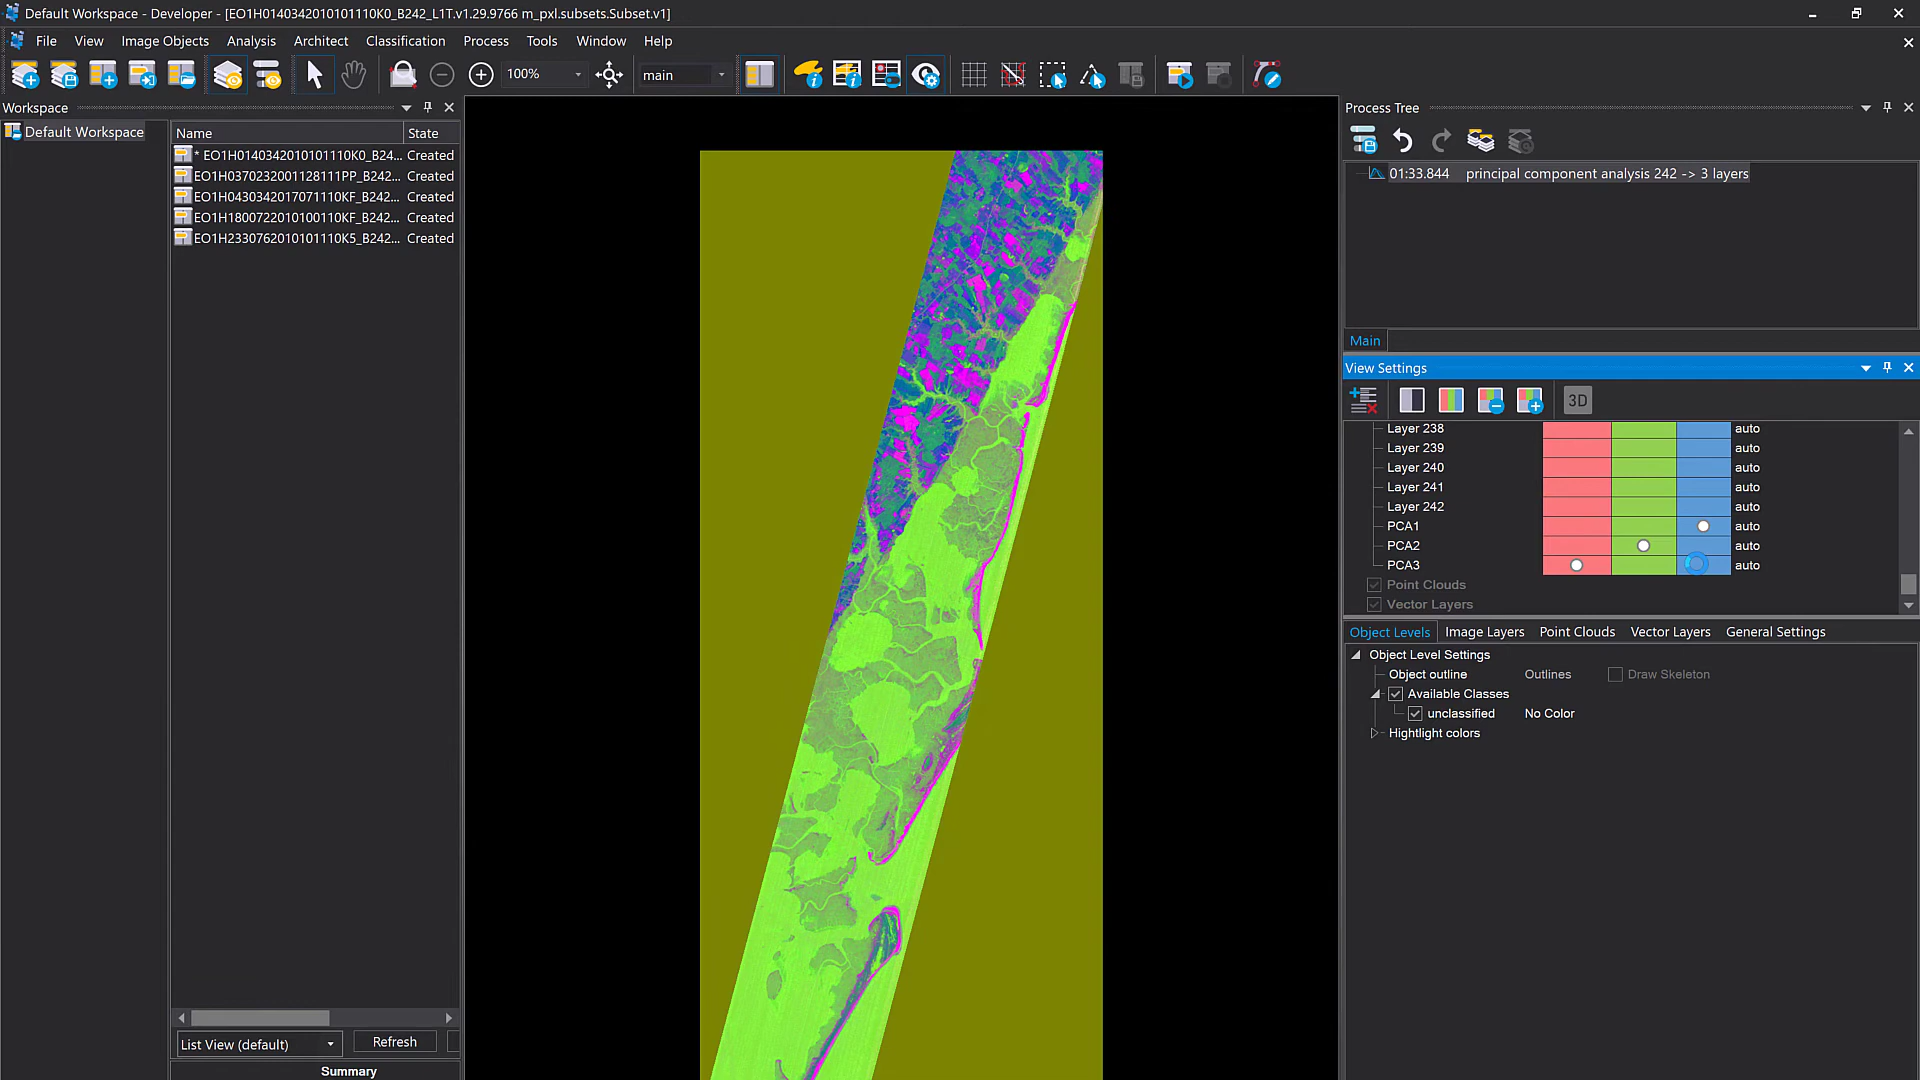 Default Workspace - Developer - [EO1H0140342010101110K0_B242_L1T.v1.29.9766 m_pxl.subsets.Subset.v1]
File View Image Objects Analysis Architect Classification Process Tools Window Help
100% main
Workspace
Default Workspace
Name State
* EO1H0140342010101110K0_B24... Created
EO1H0370232001128111PP_B242... Created
EO1H0430342017071110KF_B242... Created
EO1H1800722010100110KF_B242... Created
EO1H2330762010101110K5_B242... Created
List View (default) Refresh
Summary
Process Tree
01:33.844 principal component analysis 242 -> 3 layers
Main
View Settings
3D
Layer 238 auto
Layer 239 auto
Layer 240 auto
Layer 241 auto
Layer 242 auto
PCA1 auto
PCA2 auto
PCA3 auto
Point Clouds
Vector Layers
Object Levels Image Layers Point Clouds Vector Layers General Settings
Object Level Settings
Object outline Outlines Draw Skeleton
Available Classes
unclassified No Color
Hightlight colors